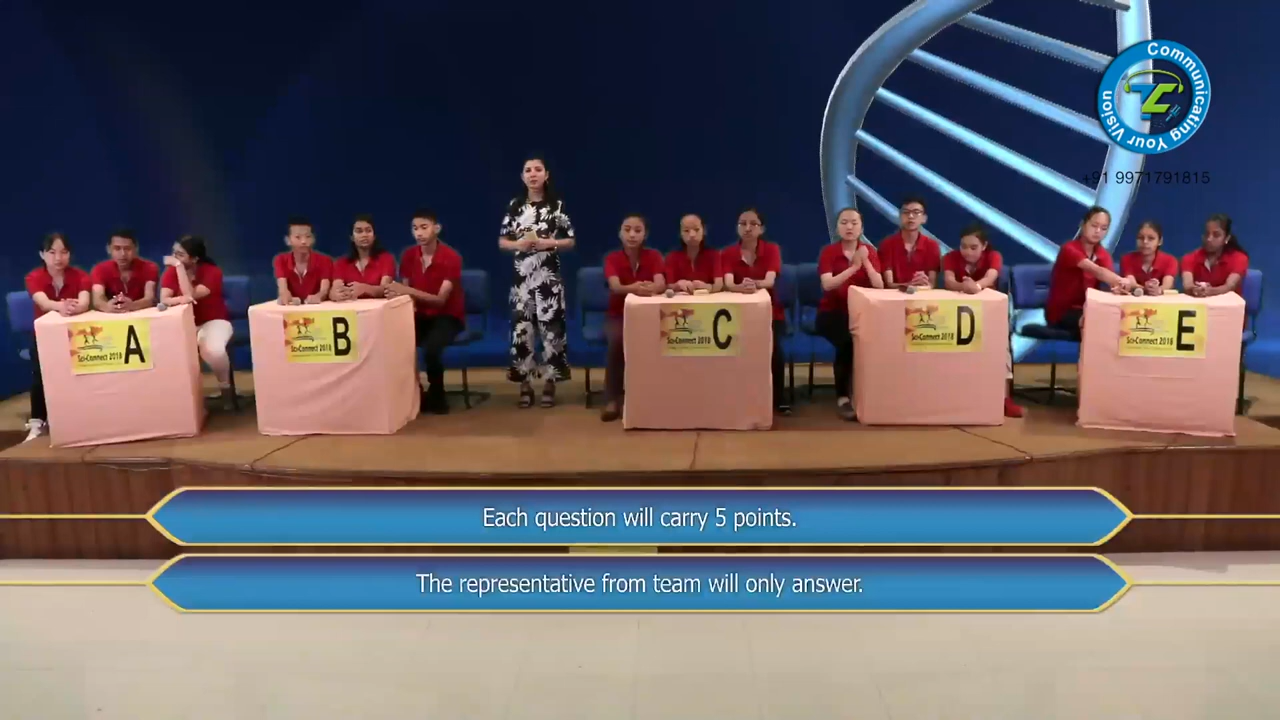 Communicating Your Vision
TC
+91 9971791815
Sci-Connect 2018
A
Sci-Connect 2018
B
Sci-Connect 2018
C
Sci-Connect 2018
D
Sci-Connect 2018
E
Each question will carry 5 points.
The representative from team will only answer.